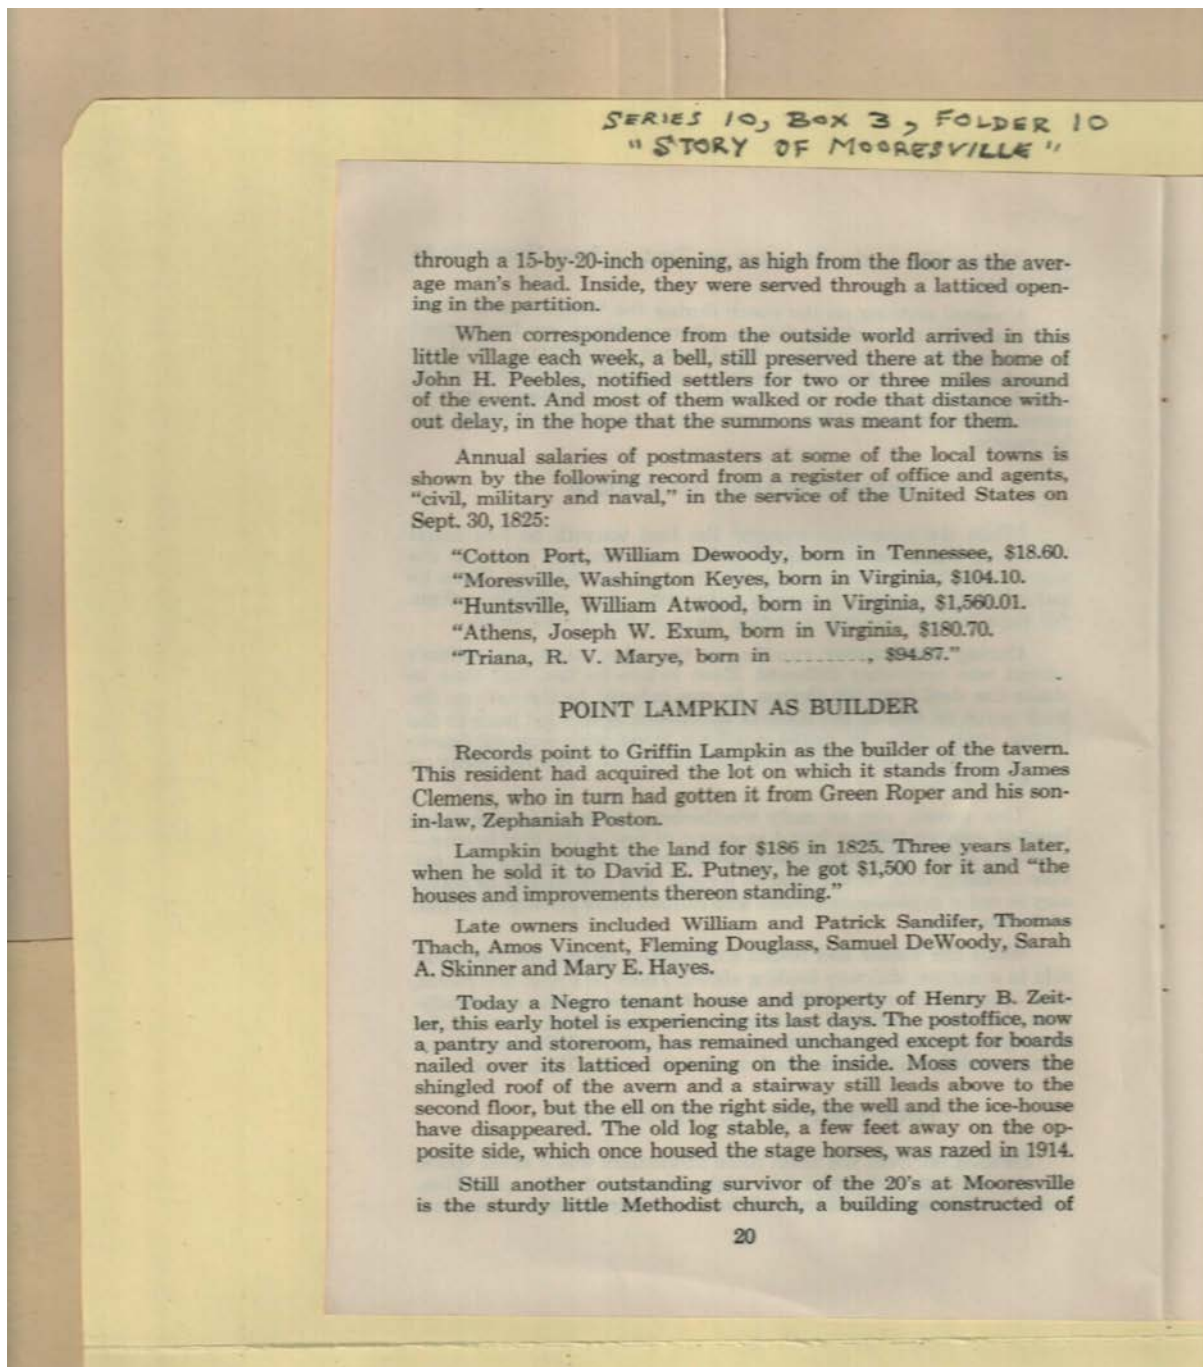 SERIES 10, BOX 3, FOLDER 10
"STORY OF MOORESVILLE"
through a 15-by-20-inch opening, as high from the floor as the aver-
age man's head. Inside, they were served through a latticed open-
ing in the partition.
When correspondence from the outside world arrived in this
little village each week, a bell, still preserved there at the home of
John H. Peebles, notified settlers for two or three miles around
of the event. And most of them walked or rode that distance with-
out delay, in the hope that the summons was meant for them.
Annual salaries of postmasters at some of the local towns is
shown by the following record from a register of office and agents,
"civil, military and naval," in the service of the United States on
Sept. 30, 1825:
"Cotton Port, William Dewoody, born in Tennessee, $18.60.
"Moresville, Washington Keyes, born in Virginia, $104.10.
"Huntsville, William Atwood, born in Virginia, $1,560.01.
"Athens, Joseph W. Exum, born in Virginia, $180.70.
"Triana, R. V. Marye, born in ........, $94.87."
POINT LAMPKIN AS BUILDER
Records point to Griffin Lampkin as the builder of the tavern.
This resident had acquired the lot on which it stands from James
Clemens, who in turn had gotten it from Green Roper and his son-
in-law, Zephaniah Poston.
Lampkin bought the land for $186 in 1825. Three years later,
when he sold it to David E. Putney, he got $1,500 for it and "the
houses and improvements thereon standing."
Late owners included William and Patrick Sandifer, Thomas
Thach, Amos Vincent, Fleming Douglass, Samuel DeWoody, Sarah
A. Skinner and Mary E. Hayes.
Today a Negro tenant house and property of Henry B. Zeit-
ler, this early hotel is experiencing its last days. The postoffice, now
a pantry and storeroom, has remained unchanged except for boards
nailed over its latticed opening on the inside. Moss covers the
shingled roof of the avern and a stairway still leads above to the
second floor, but the ell on the right side, the well and the ice-house
have disappeared. The old log stable, a few feet away on the op-
posite side, which once housed the stage horses, was razed in 1914.
Still another outstanding survivor of the 20's at Mooresville
is the sturdy little Methodist church, a building constructed of
20